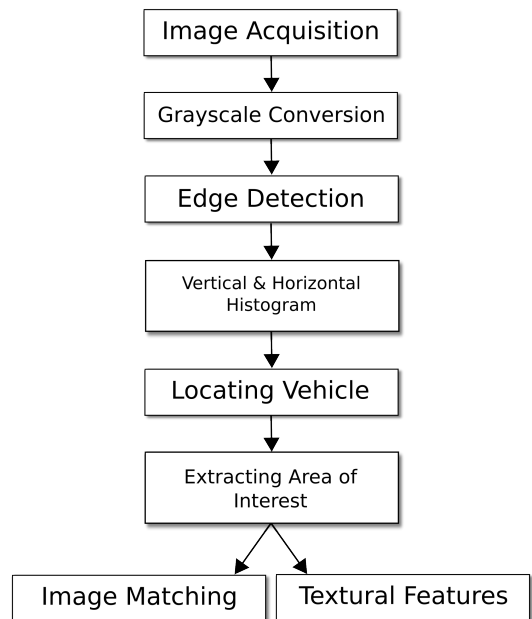 Image Acquisition
Grayscale Conversion
Edge Detection
Vertical & Horizontal
Histogram
Locating Vehicle
Extracting Area of
Interest
Image Matching
Textural Features